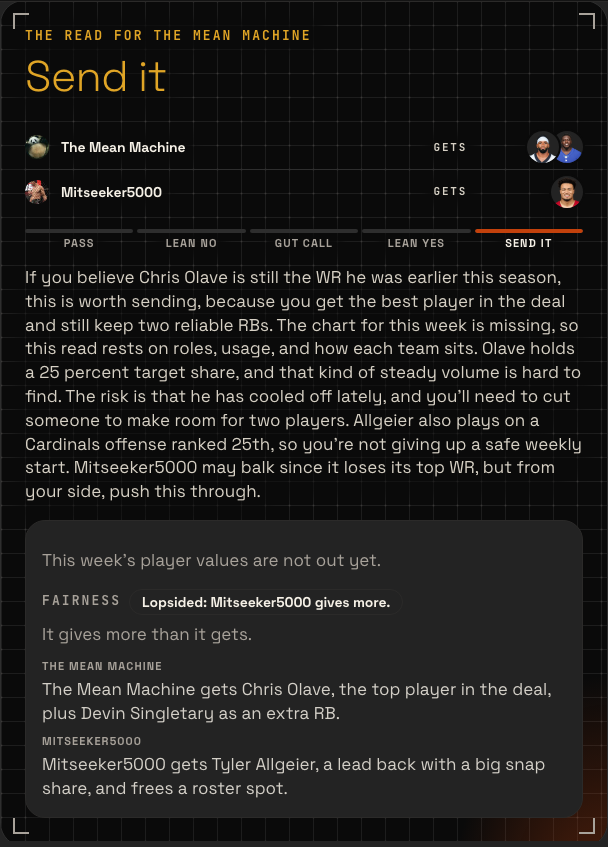 THE READ FOR THE MEAN MACHINE
Send it
The Mean Machine GETS
Mitseeker5000 GETS
PASS LEAN NO GUT CALL LEAN YES SEND IT
If you believe Chris Olave is still the WR he was earlier this season,
this is worth sending, because you get the best player in the deal
and still keep two reliable RBs. The chart for this week is missing, so
this read rests on roles, usage, and how each team sits. Olave holds
a 25 percent target share, and that kind of steady volume is hard to
find. The risk is that he has cooled off lately, and you'll need to cut
someone to make room for two players. Allgeier also plays on a
Cardinals offense ranked 25th, so you're not giving up a safe weekly
start. Mitseeker5000 may balk since it loses its top WR, but from
your side, push this through.
This week's player values are not out yet.
FAIRNESS Lopsided: Mitseeker5000 gives more.
It gives more than it gets.
THE MEAN MACHINE
The Mean Machine gets Chris Olave, the top player in the deal,
plus Devin Singletary as an extra RB.
MITSEEKER5000
Mitseeker5000 gets Tyler Allgeier, a lead back with a big snap
share, and frees a roster spot.